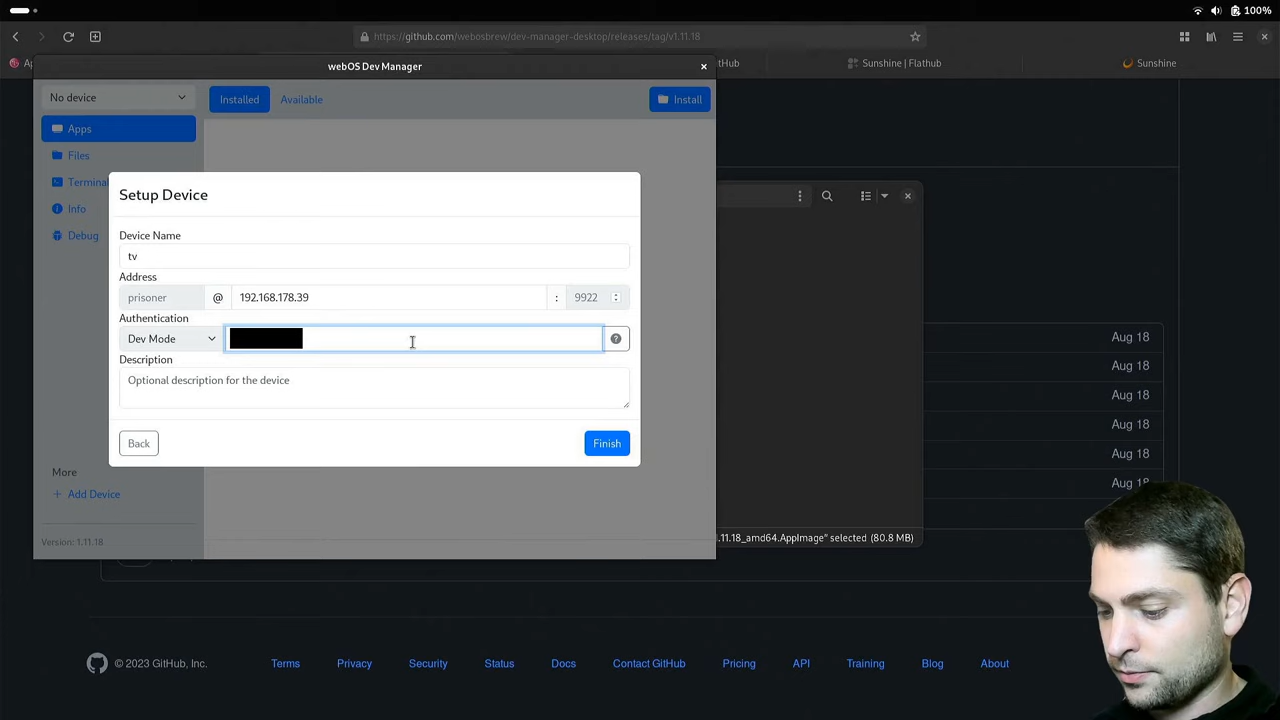 100%
https://github.com/webosbrew/dev-manager-desktop/releases/tag/v1.11.18
Sunshine | Flathub
Sunshine
webOS Dev Manager
No device
Installed
Available
Install
Apps
Files
Terminal
Info
Debug
Setup Device
Device Name
tv
Address
prisoner
@
192.168.178.39
:
9922
Authentication
Dev Mode
?
Description
Optional description for the device
Back
Finish
More
+ Add Device
Version: 1.11.18
Aug 18
Aug 18
Aug 18
Aug 18
Aug 18
Aug 18
1.11.18_amd64.AppImage" selected (80.8 MB)
© 2023 GitHub, Inc.
Terms
Privacy
Security
Status
Docs
Contact GitHub
Pricing
API
Training
Blog
About